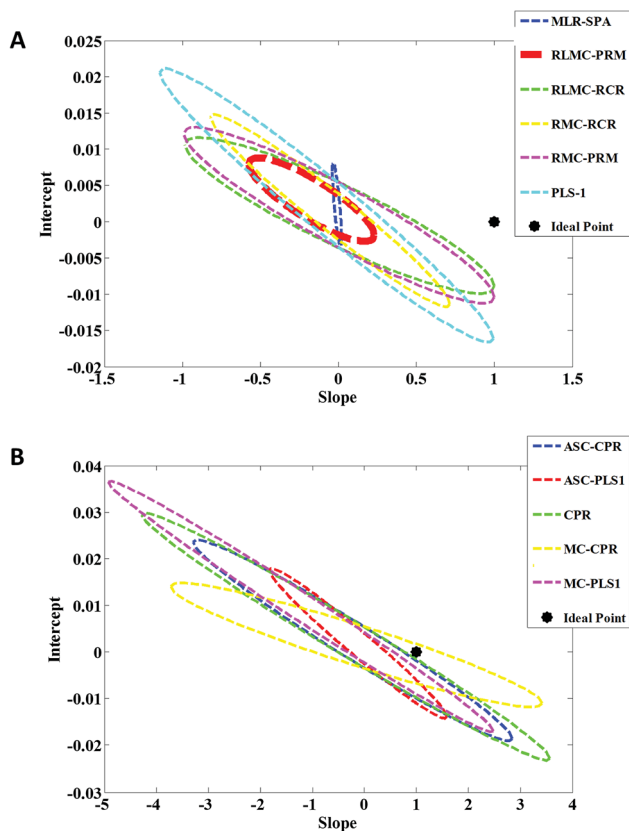 A
Intercept
0.025
0.02
0.015
0.01
0.005
0
-0.005
-0.01
-0.015
-0.02
-1.5
-1
-0.5
0
0.5
1
1.5
Slope
MLR-SPA
RLMC-PRM
RLMC-RCR
RMC-RCR
RMC-PRM
PLS-1
Ideal Point
B
Intercept
0.04
0.03
0.02
0.01
0
-0.01
-0.02
-0.03
-5
-4
-3
-2
-1
0
1
2
3
4
Slope
ASC-CPR
ASC-PLS1
CPR
MC-CPR
MC-PLS1
Ideal Point